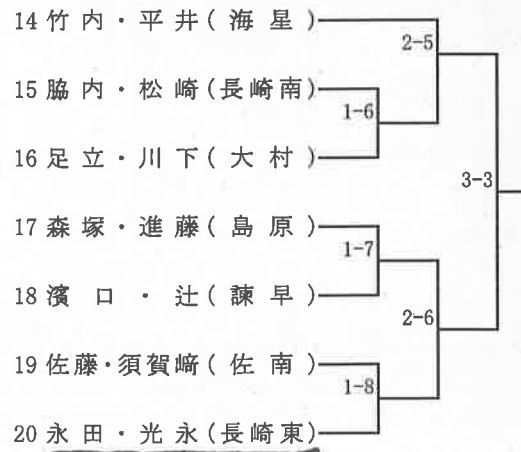 14 竹内・平井(海星)
2-5
15 脇内・松崎(長崎南)
1-6
16 足立・川下(大村)
3-3
17 森塚・進藤(島原)
1-7
18 濱口・辻(諫早)
2-6
19 佐藤・須賀﨑(佐南)
1-8
20 永田・光永(長崎東)